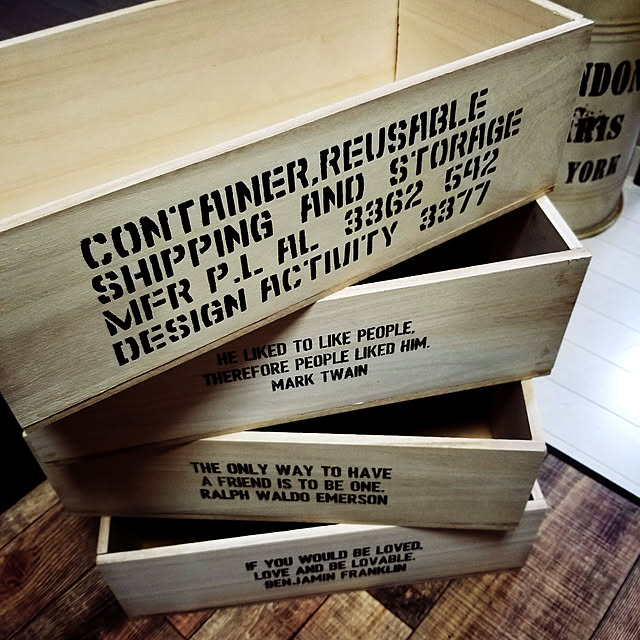 CONTAINER.REUSABLE
SHIPPING AND STORAGE
MFR P.L AL 3362 542
DESIGN ACTIVITY 3377
HE LIKED TO LIKE PEOPLE,
THEREFORE PEOPLE LIKED HIM.
MARK TWAIN
THE ONLY WAY TO HAVE
A FRIEND IS TO BE ONE.
RALPH WALDO EMERSON
IF YOU WOULD BE LOVED,
LOVE AND BE LOVABLE.
BENJAMIN FRANKLIN
NDON
RIS
YORK